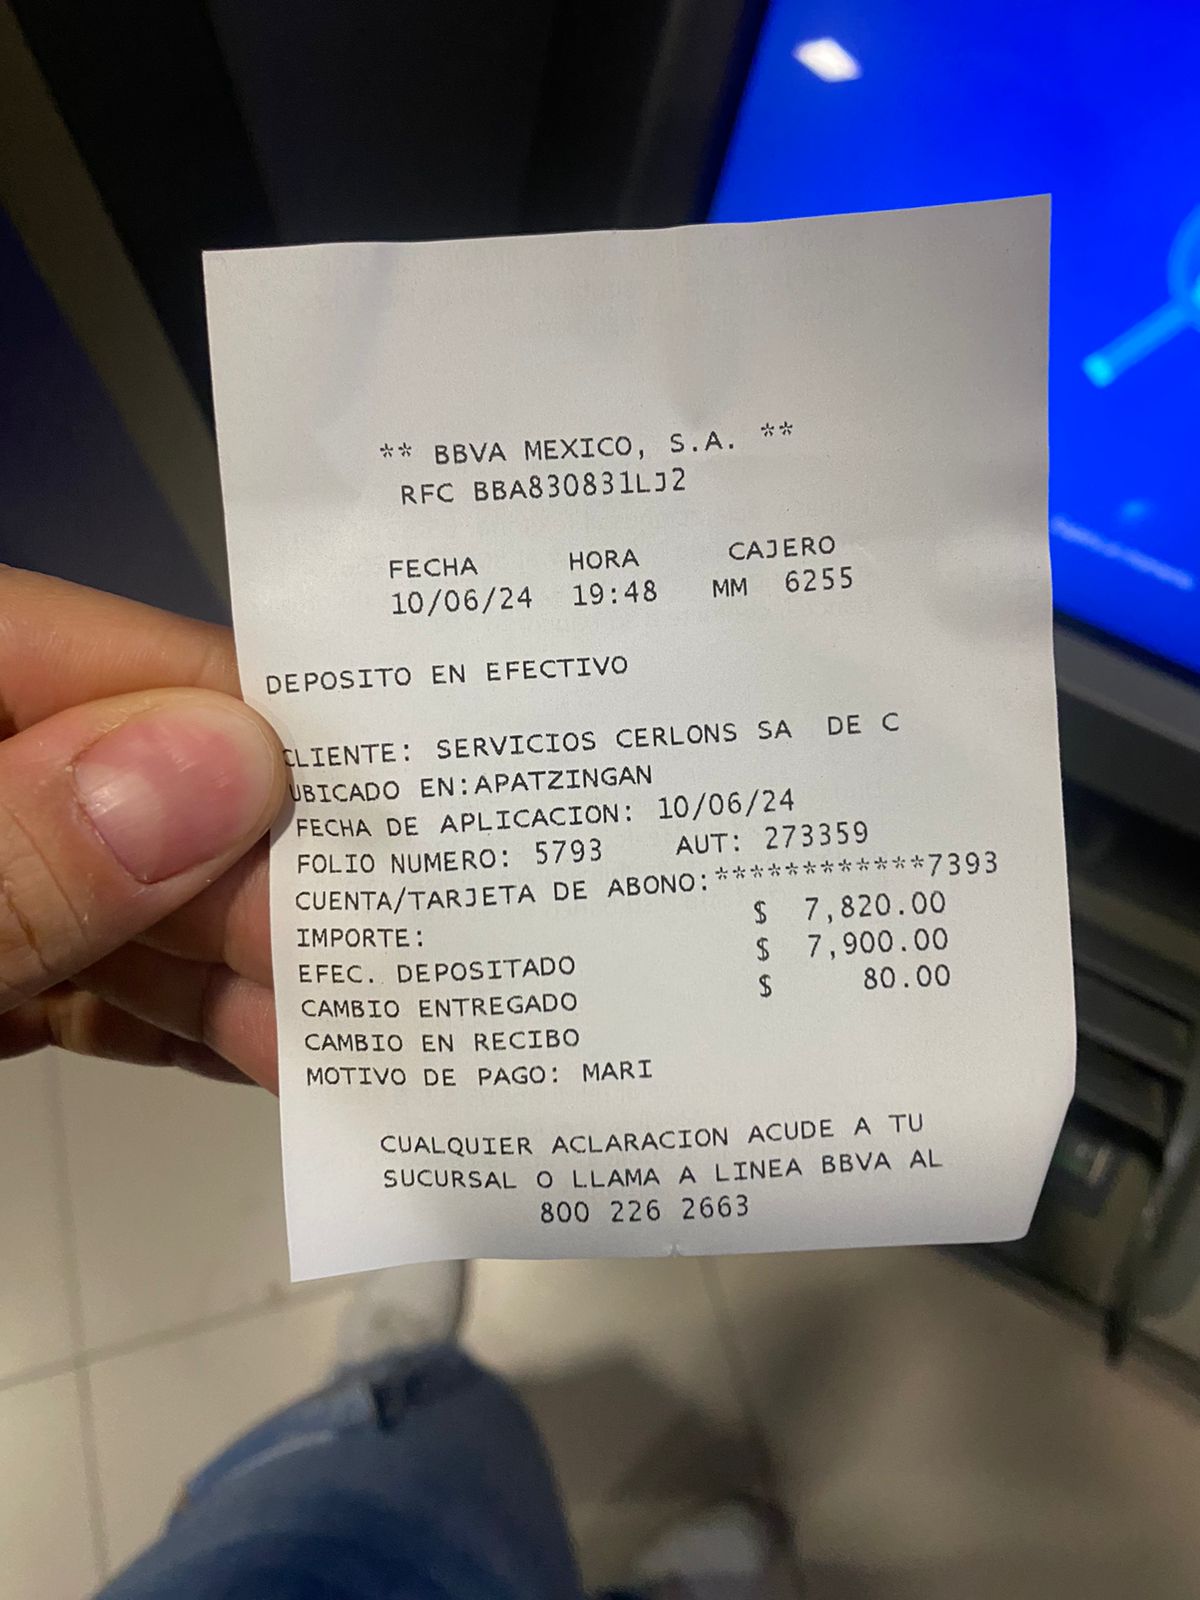 ** BBVA MEXICO, S.A. **
RFC BBA830831LJ2
FECHA HORA CAJERO
10/06/24 19:48 MM 6255
DEPOSITO EN EFECTIVO
CLIENTE: SERVICIOS CERLONS SA DE C
UBICADO EN:APATZINGAN
FECHA DE APLICACION: 10/06/24
FOLIO NUMERO: 5793 AUT: 273359
CUENTA/TARJETA DE ABONO:************7393
IMPORTE: $ 7,820.00
EFEC. DEPOSITADO $ 7,900.00
CAMBIO ENTREGADO $ 80.00
CAMBIO EN RECIBO
MOTIVO DE PAGO: MARI
CUALQUIER ACLARACION ACUDE A TU
SUCURSAL O LLAMA A LINEA BBVA AL
800 226 2663